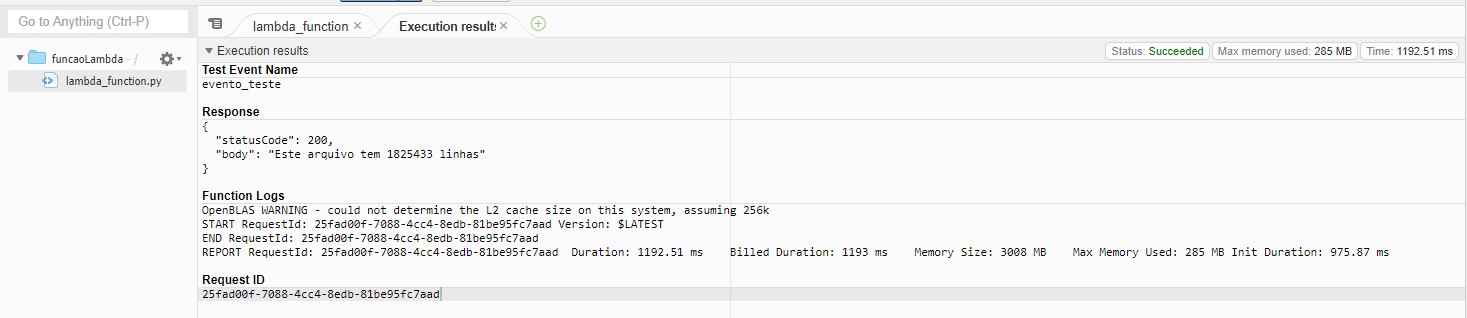 Go to Anything (Ctrl-P)
lambda_function × Execution results ×
funcaoLambda - /
lambda_function.py
Execution results
Status: Succeeded Max memory used: 285 MB Time: 1192.51 ms
Test Event Name
evento_teste
Response
{
  "statusCode": 200,
  "body": "Este arquivo tem 1825433 linhas"
}
Function Logs
OpenBLAS WARNING - could not determine the L2 cache size on this system, assuming 256k
START RequestId: 25fad00f-7088-4cc4-8edb-81be95fc7aad Version: $LATEST
END RequestId: 25fad00f-7088-4cc4-8edb-81be95fc7aad
REPORT RequestId: 25fad00f-7088-4cc4-8edb-81be95fc7aad Duration: 1192.51 ms Billed Duration: 1193 ms Memory Size: 3008 MB Max Memory Used: 285 MB Init Duration: 975.87 ms
Request ID
25fad00f-7088-4cc4-8edb-81be95fc7aad